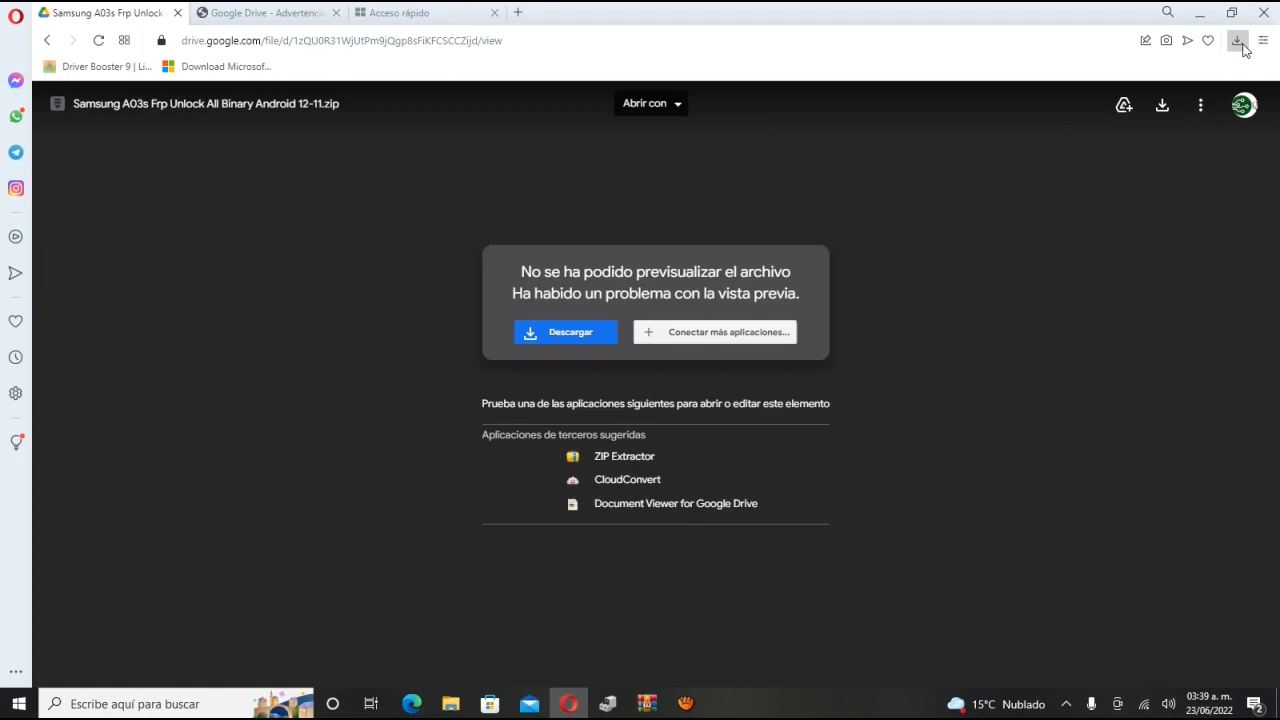 Samsung A03s Frp Unlock
Google Drive - Advertenci
Acceso rápido
drive.google.com/file/d/1zQU0R31WjUtPm9jQgp8sFiKFCSCCZijd/view
Driver Booster 9 | Li...
Download Microsof...
Samsung A03s Frp Unlock All Binary Android 12-11.zip
Abrir con
No se ha podido previsualizar el archivo
Ha habido un problema con la vista previa.
Descargar
Conectar más aplicaciones...
Prueba una de las aplicaciones siguientes para abrir o editar este elemento
Aplicaciones de terceros sugeridas
ZIP Extractor
CloudConvert
Document Viewer for Google Drive
Escribe aquí para buscar
15°C Nublado
03:39 a. m.
23/06/2022
2